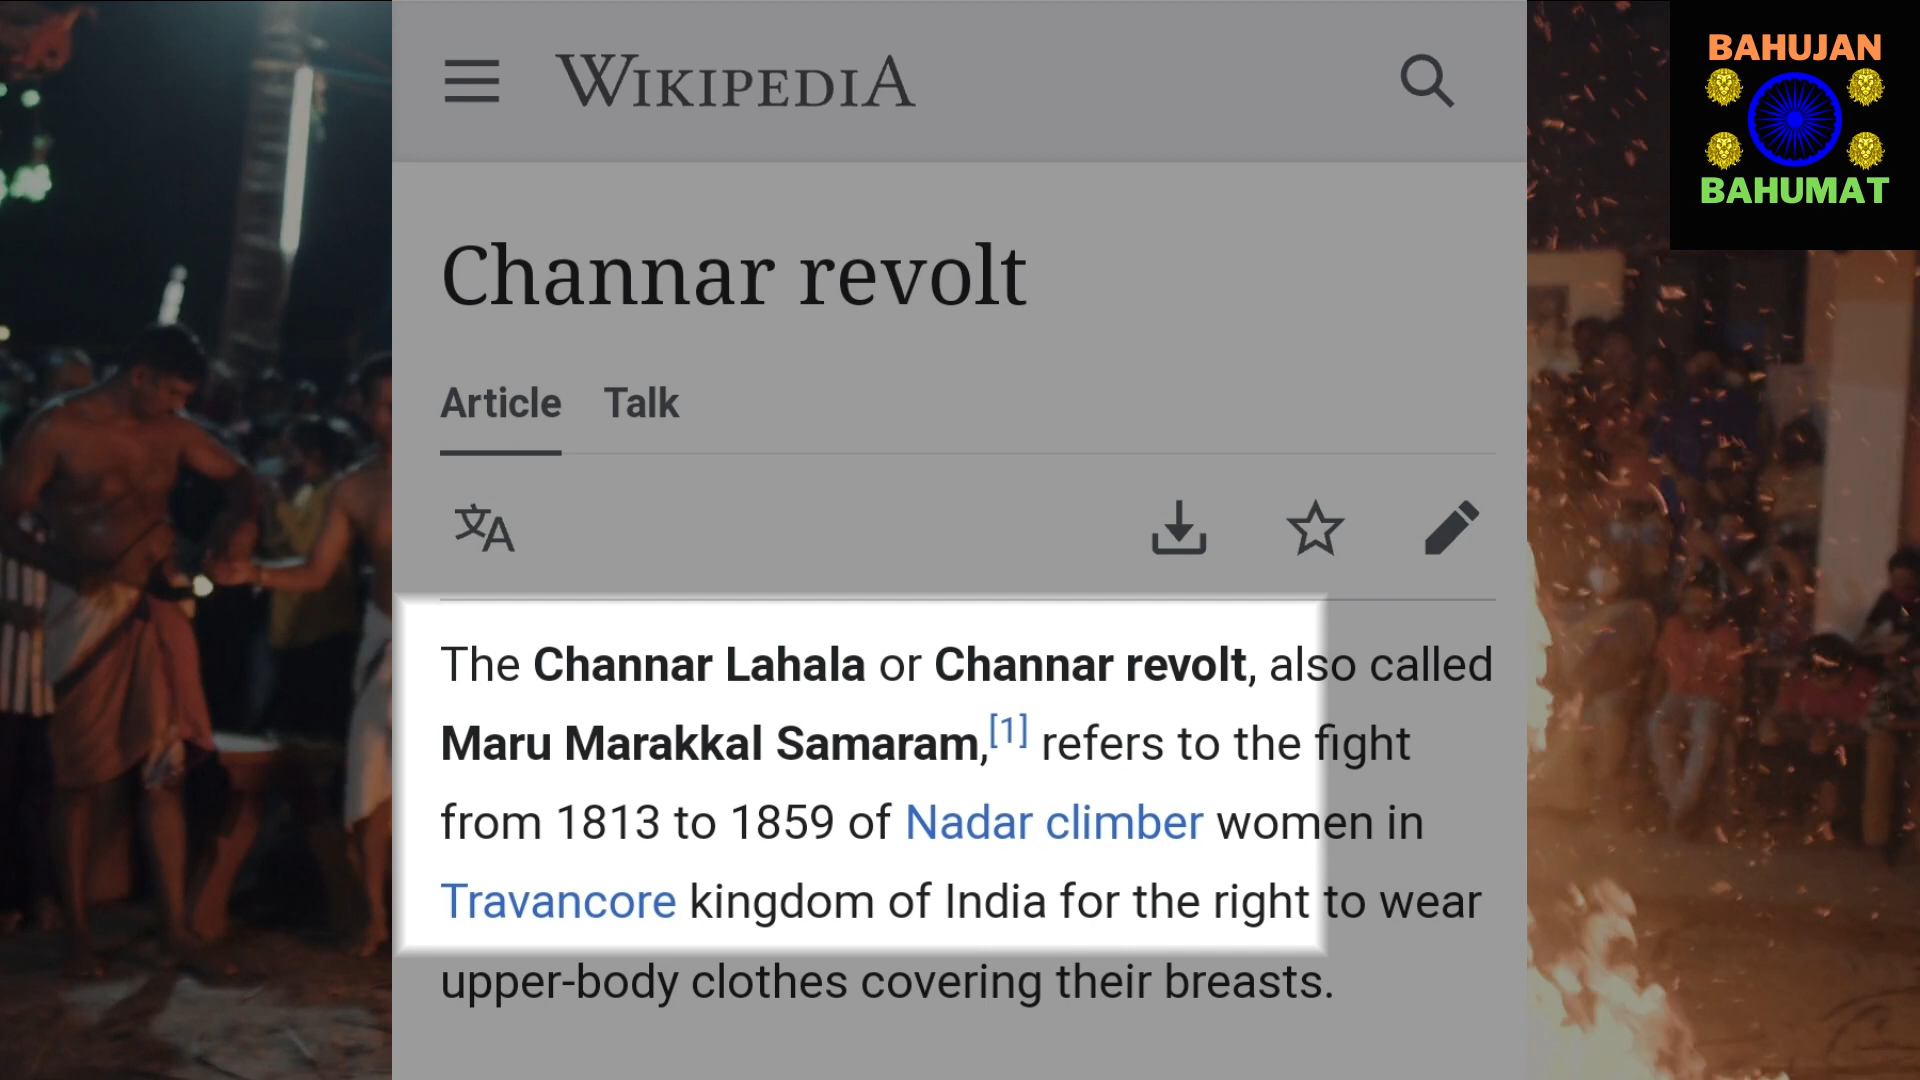 WIKIPEDIA
BAHUJAN
BAHUMAT
Channar revolt
Article Talk
文A
The Channar Lahala or Channar revolt, also called
Maru Marakkal Samaram,[1] refers to the fight
from 1813 to 1859 of Nadar climber women in
Travancore kingdom of India for the right to wear
upper-body clothes covering their breasts.